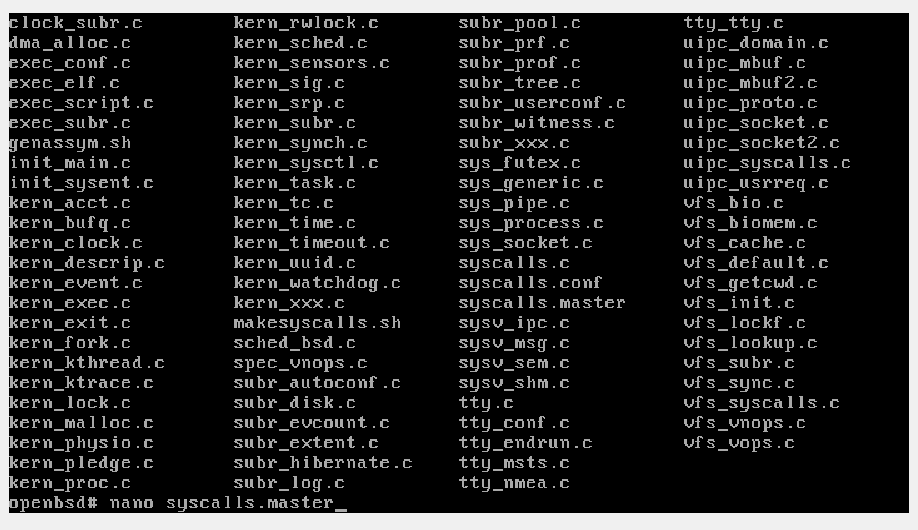 clock_subr.c kern_rwlock.c subr_pool.c tty_tty.c
dma_alloc.c kern_sched.c subr_prf.c uipc_domain.c
exec_conf.c kern_sensors.c subr_prof.c uipc_mbuf.c
exec_elf.c kern_sig.c subr_tree.c uipc_mbuf2.c
exec_script.c kern_srp.c subr_userconf.c uipc_proto.c
exec_subr.c kern_subr.c subr_witness.c uipc_socket.c
genassym.sh kern_synch.c subr_xxx.c uipc_socket2.c
init_main.c kern_sysctl.c sys_futex.c uipc_syscalls.c
init_sysent.c kern_task.c sys_generic.c uipc_usrreq.c
kern_acct.c kern_tc.c sys_pipe.c vfs_bio.c
kern_bufq.c kern_time.c sys_process.c vfs_biomem.c
kern_clock.c kern_timeout.c sys_socket.c vfs_cache.c
kern_descrip.c kern_uuid.c syscalls.c vfs_default.c
kern_event.c kern_watchdog.c syscalls.conf vfs_getcwd.c
kern_exec.c kern_xxx.c syscalls.master vfs_init.c
kern_exit.c makesyscalls.sh sysv_ipc.c vfs_lockf.c
kern_fork.c sched_bsd.c sysv_msg.c vfs_lookup.c
kern_kthread.c spec_vnops.c sysv_sem.c vfs_subr.c
kern_ktrace.c subr_autoconf.c sysv_shm.c vfs_sync.c
kern_lock.c subr_disk.c tty.c vfs_syscalls.c
kern_malloc.c subr_evcount.c tty_conf.c vfs_vnops.c
kern_physio.c subr_extent.c tty_endrun.c vfs_vops.c
kern_pledge.c subr_hibernate.c tty_msts.c
kern_proc.c subr_log.c tty_nmea.c
openbsd# nano syscalls.master_